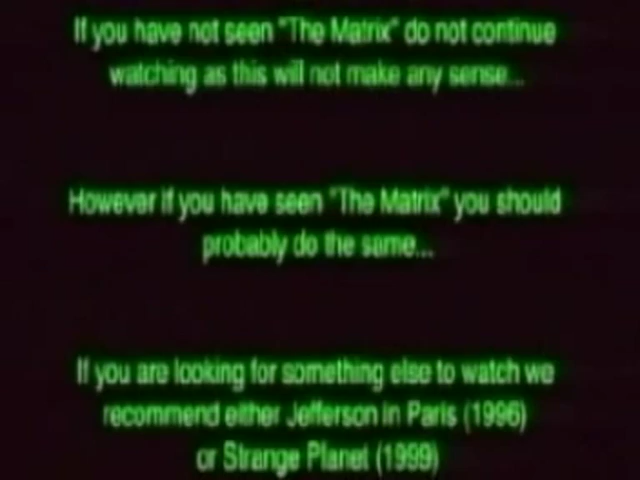 If you have not seen "The Matrix" do not continue
watching as this will not make any sense...
However if you have seen "The Matrix" you should
probably do the same...
If you are looking for something else to watch we
recommend either Jefferson in Paris (1996)
or Strange Planet (1999)